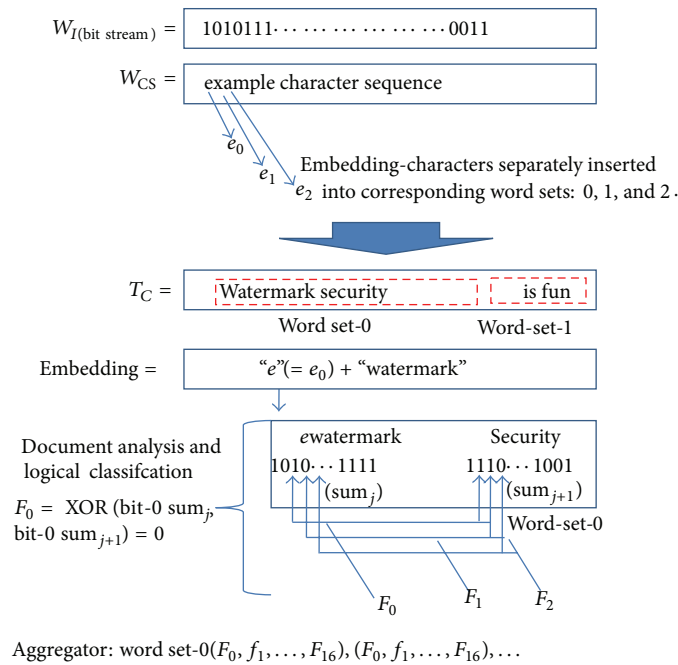 W_I(bit stream) = 1010111··· ··· ··· ··· ··· ··· ···0011
W_CS = example character sequence
e_0
e_1
e_2
Embedding-characters separately inserted
into corresponding word sets: 0, 1, and 2 .
T_C = Watermark security is fun
Word set-0 Word-set-1
Embedding = “e”(= e_0) + “watermark”
Document analysis and
logical classifcation
F_0 = XOR (bit-0 sum_j,
bit-0 sum_j+1) = 0
ewatermark Security
1010···1111 1110···1001
(sum_j) (sum_j+1)
Word-set-0
F_0 F_1 F_2
Aggregator: word set-0(F_0, f_1, . . . , F_16), (F_0, f_1, . . . , F_16), . . .